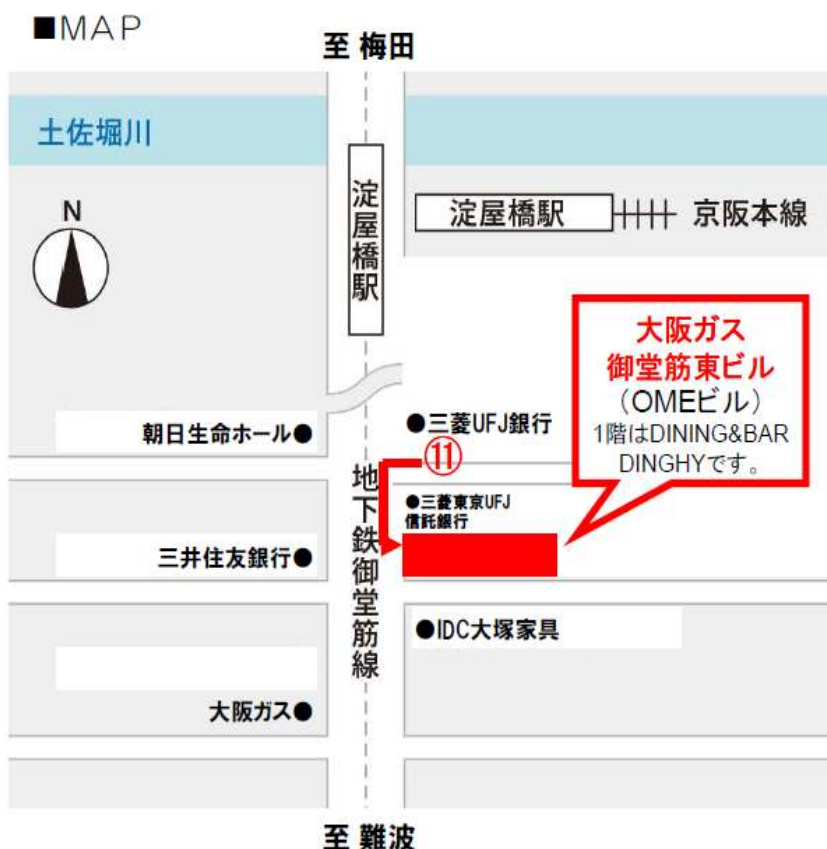 ■MAP
至 梅田
土佐堀川
N
淀屋橋駅
淀屋橋駅
京阪本線
大阪ガス
御堂筋東ビル
（OMEビル）
1階はDINING&BAR
DINGHYです。
朝日生命ホール●
●三菱UFJ銀行
⑪
地下鉄御堂筋線
●三菱東京UFJ
信託銀行
三井住友銀行●
●IDC大塚家具
大阪ガス●
至 難波